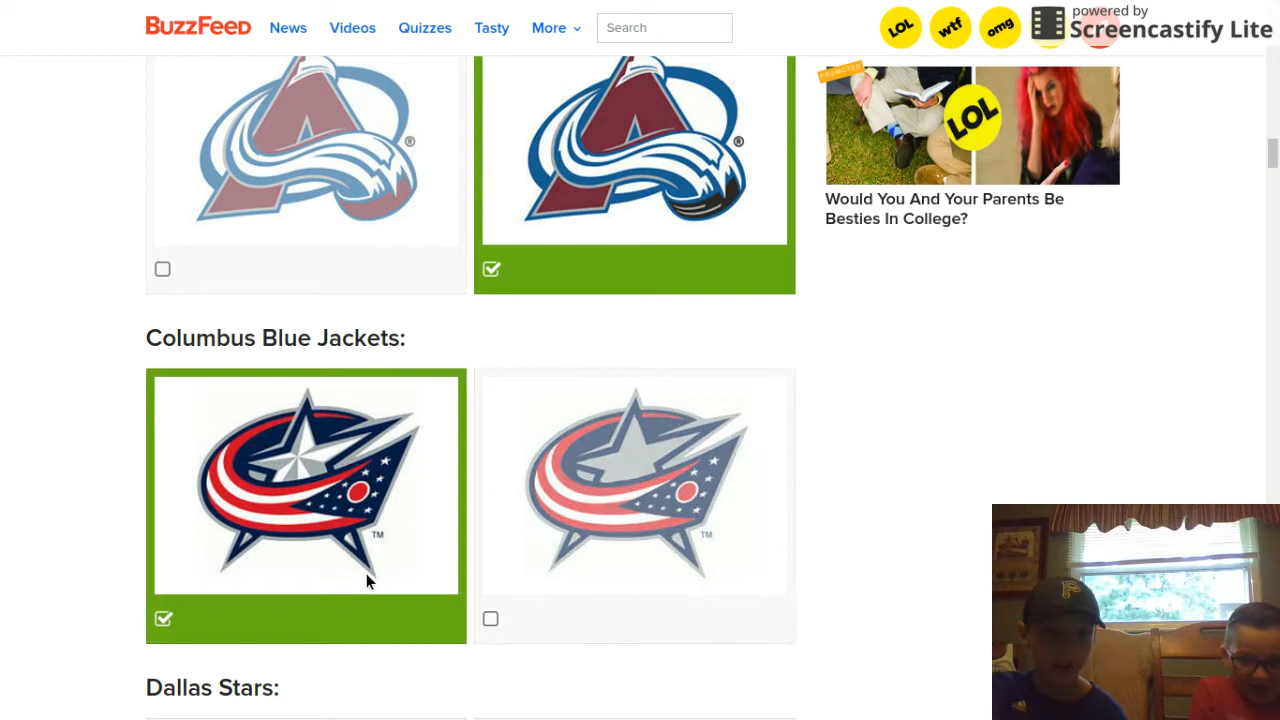 BuzzFeed News Videos Quizzes Tasty More Search LOL wtf omg
powered by
Screencastify Lite
PROMOTED
LOL
Would You And Your Parents Be
Besties In College?
®
®
Columbus Blue Jackets:
TM
TM
Dallas Stars:
P